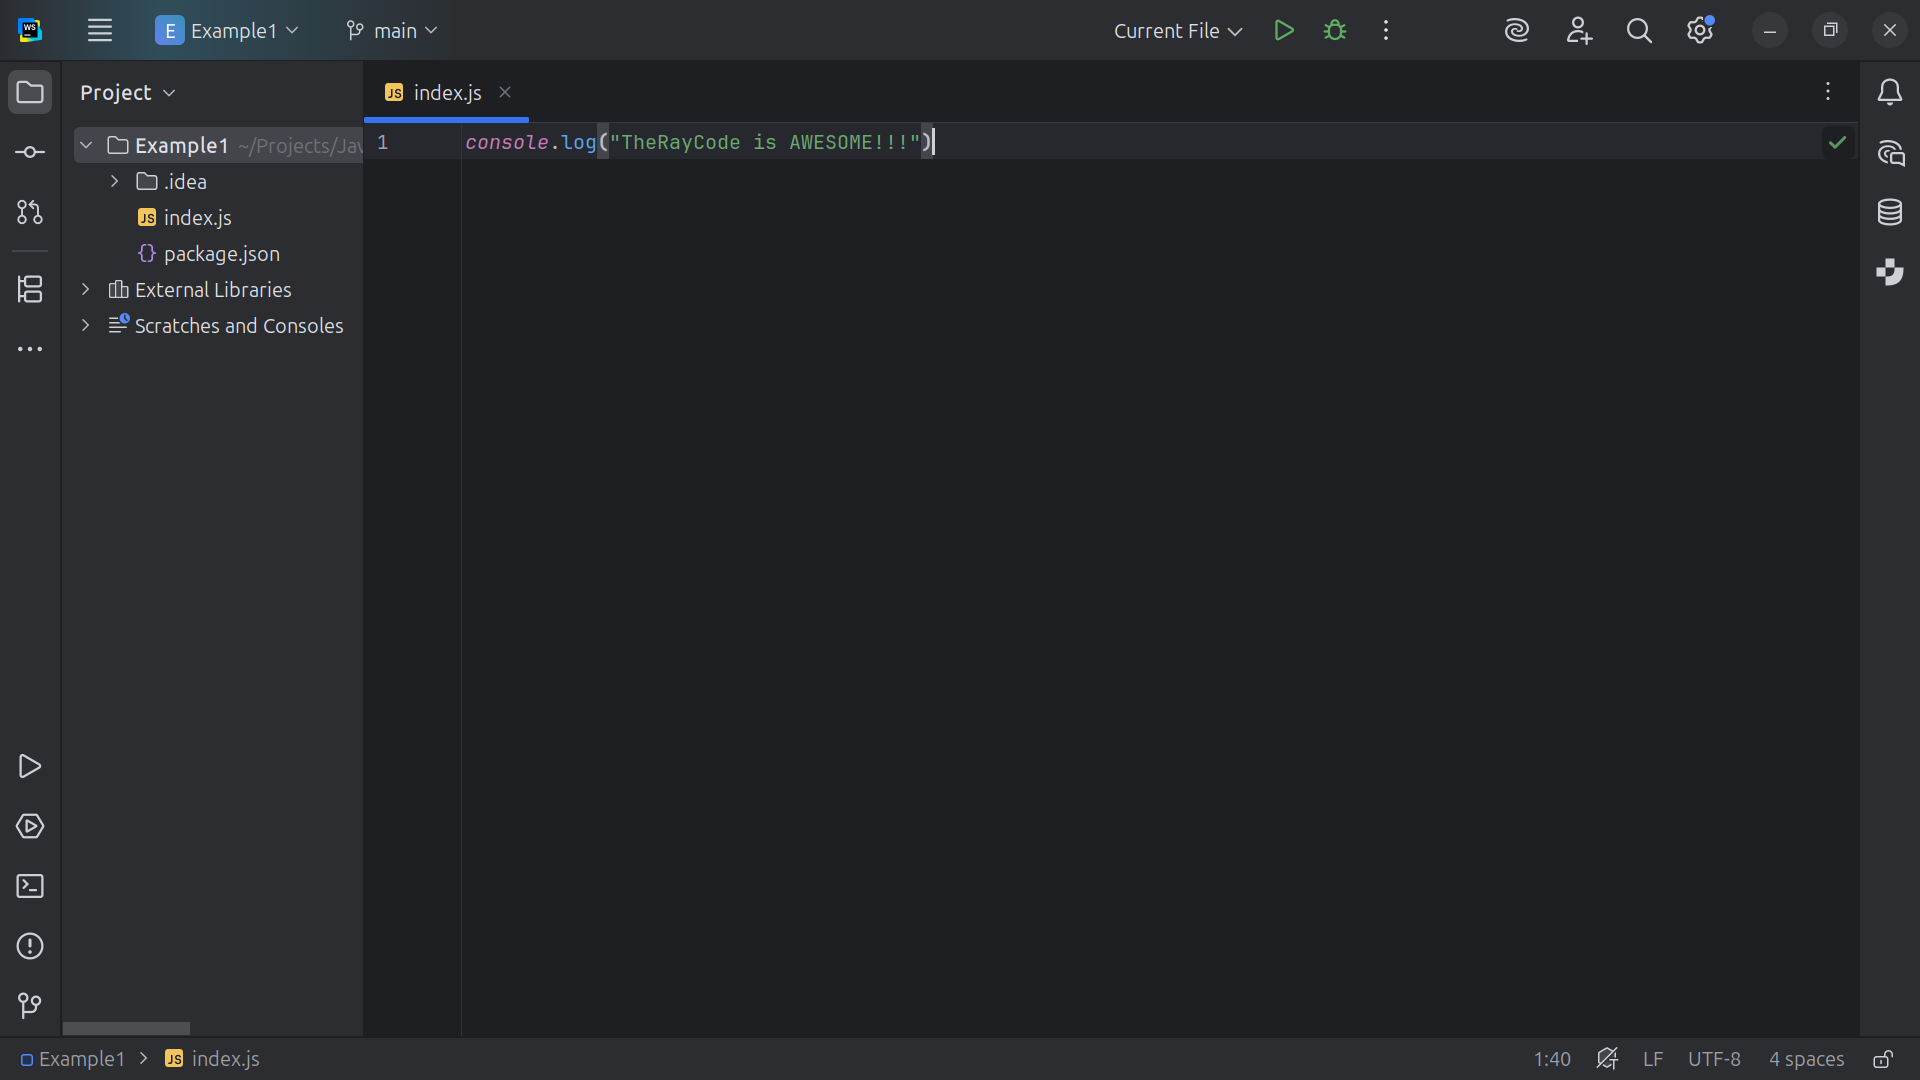 WS
E Example1 main Current File
Project
JS index.js
Example1 ~/Projects/Jav
1 console.log("TheRayCode is AWESOME!!!")
.idea
JS index.js
{} package.json
External Libraries
Scratches and Consoles
Example1 > JS index.js 1:40 LF UTF-8 4 spaces